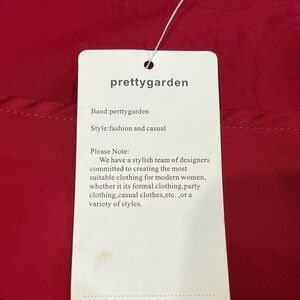 prettygarden
Band:perttygarden
Style:fashion and casual
Please Note:
We have a stylish team of designers
committed to creating the most
suitable clothing for modern women,
whether it its formal clothing,party
clothing,casual clothes,etc. ,or a
variety of styles.